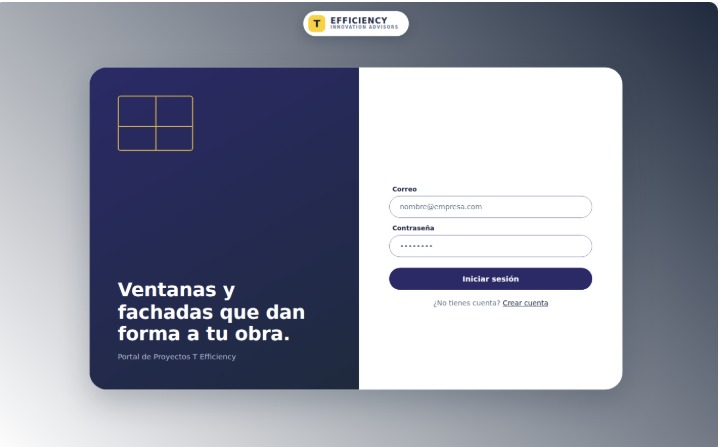 T EFFICIENCY
INNOVATION ADVISORS
Correo
nombre@empresa.com
Contraseña
••••••••
Iniciar sesión
¿No tienes cuenta? Crear cuenta
Ventanas y
fachadas que dan
forma a tu obra.
Portal de Proyectos T Efficiency